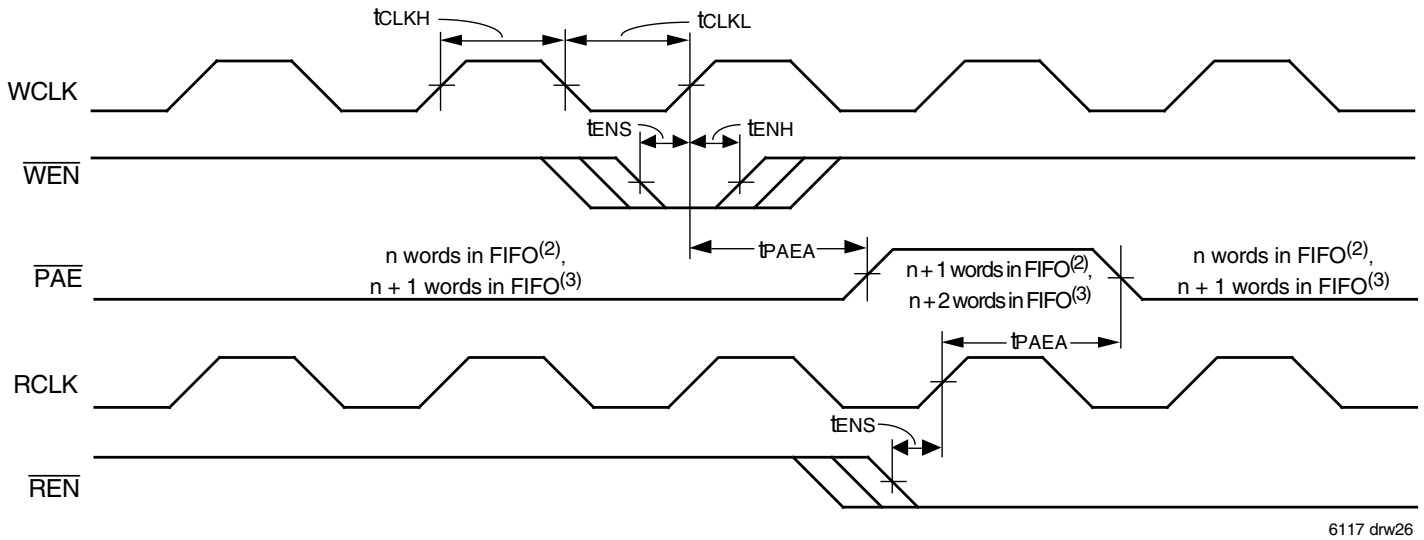 tCLKH
tCLKL
WCLK
tENS
tENH
WEN
tPAEA
PAE
n words in FIFO(2),
n + 1 words in FIFO(3)
n + 1 words in FIFO(2),
n + 2 words in FIFO(3)
n words in FIFO(2),
n + 1 words in FIFO(3)
tPAEA
RCLK
tENS
REN
6117 drw26